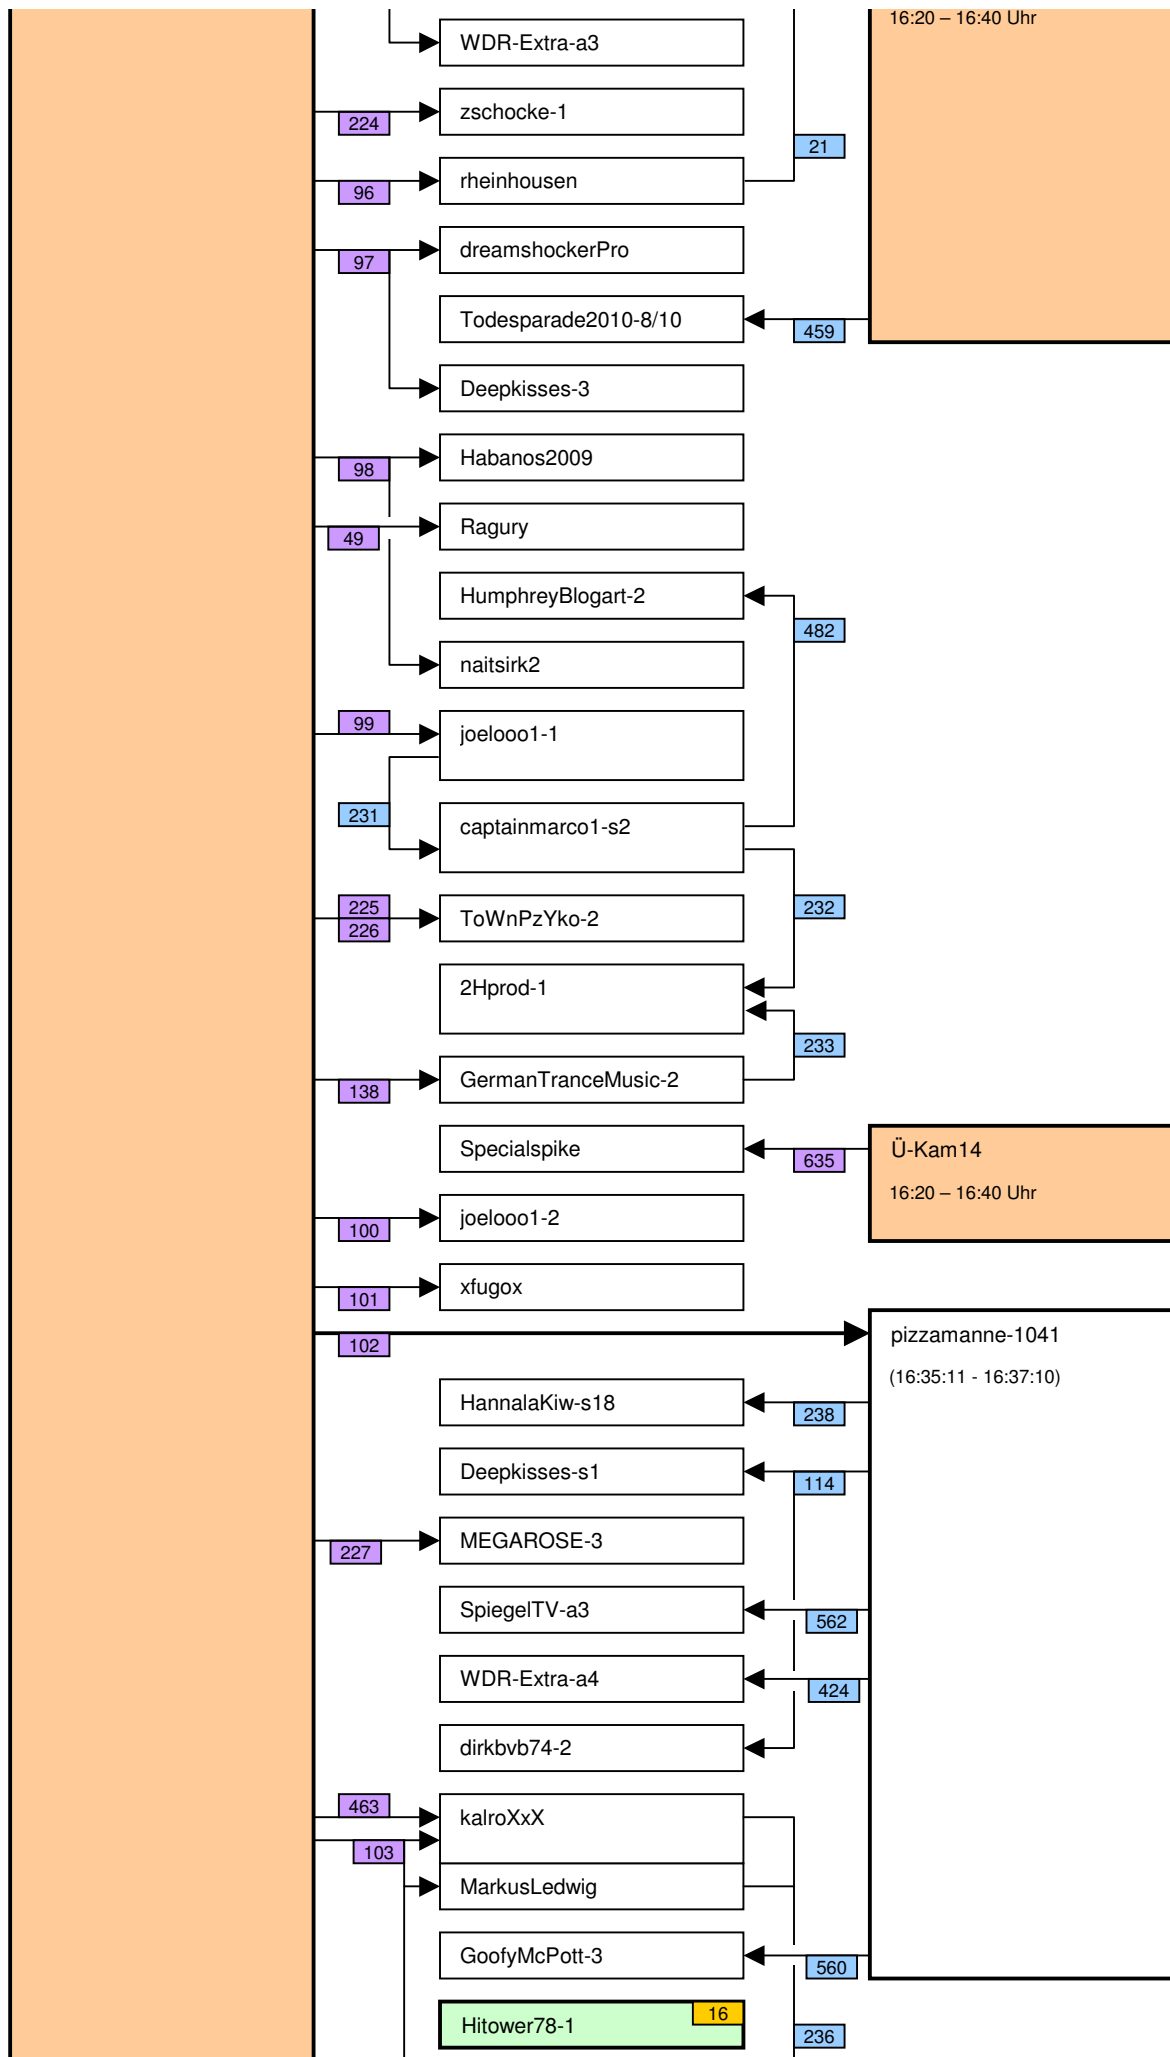 16:20 – 16:40 Uhr
WDR-Extra-a3
zschocke-1
224
21
rheinhousen
96
dreamshockerPro
97
Todesparade2010-8/10
459
Deepkisses-3
Habanos2009
98
Ragury
49
HumphreyBlogart-2
482
naitsirk2
99
joelooo1-1
231
captainmarco1-s2
225
ToWnPzYko-2
232
226
2Hprod-1
233
GermanTranceMusic-2
138
Specialspike
635
Ü-Kam14
16:20 – 16:40 Uhr
joelooo1-2
100
xfugox
101
102
pizzamanne-1041
(16:35:11 - 16:37:10)
HannalaKiw-s18
238
Deepkisses-s1
114
MEGAROSE-3
227
SpiegelTV-a3
562
WDR-Extra-a4
424
dirkbvb74-2
463
kalroXxX
103
MarkusLedwig
GoofyMcPott-3
560
Hitower78-1
16
236